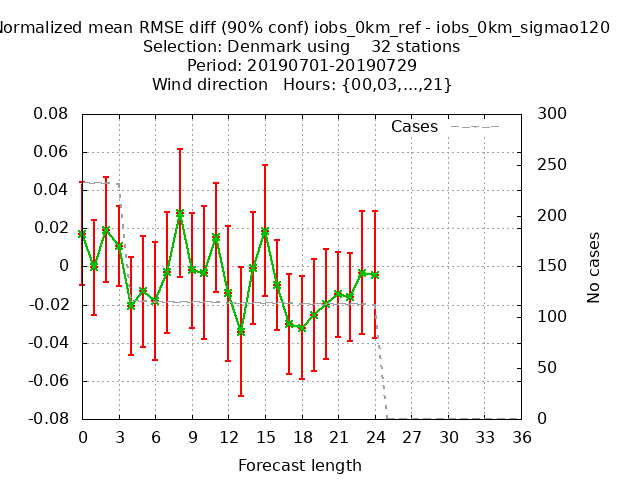 Normalized mean RMSE diff (90% conf) iobs_0km_ref - iobs_0km_sigmao120
Selection: Denmark using 32 stations
Period: 20190701-20190729
Wind direction Hours: {00,03,...,21}
Cases
0.08
0.06
0.04
0.02
0
-0.02
-0.04
-0.06
-0.08
300
250
200
150
100
50
0
No cases
0 3 6 9 12 15 18 21 24 27 30 33 36
Forecast length